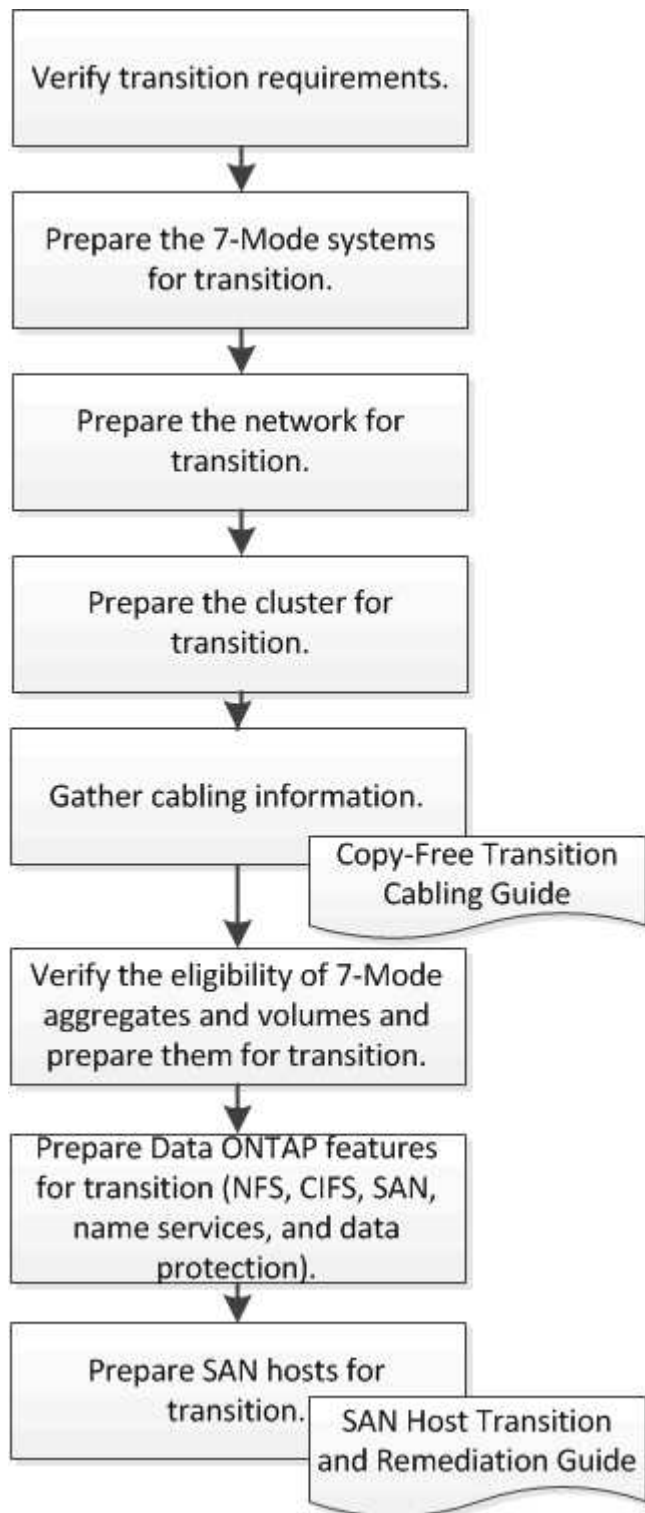 Verify transition requirements.
Prepare the 7-Mode systems
for transition.
Prepare the network for
transition.
Prepare the cluster for
transition.
Gather cabling information.
Copy-Free Transition
Cabling Guide
Verify the eligibility of 7-Mode
aggregates and volumes and
prepare them for transition.
Prepare Data ONTAP features
for transition (NFS, CIFS, SAN,
name services, and data
protection).
Prepare SAN hosts for
transition.
SAN Host Transition
and Remediation Guide